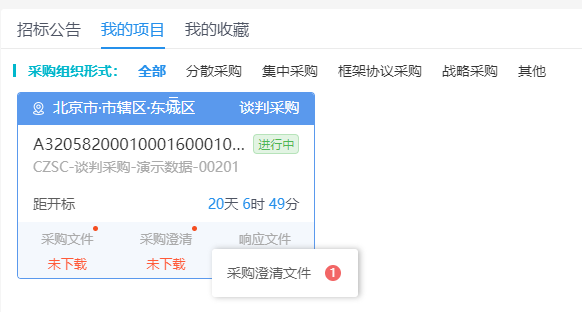 招标公告 我的项目 我的收藏
采购组织形式： 全部 分散采购 集中采购 框架协议采购 战略采购 其他
北京市·市辖区·东城区 谈判采购
A32058200010001600010... 进行中
CZSC-谈判采购-演示数据-00201
距开标 20天 6时 49分
采购文件 采购澄清 响应文件
未下载 未下载
采购澄清文件 1